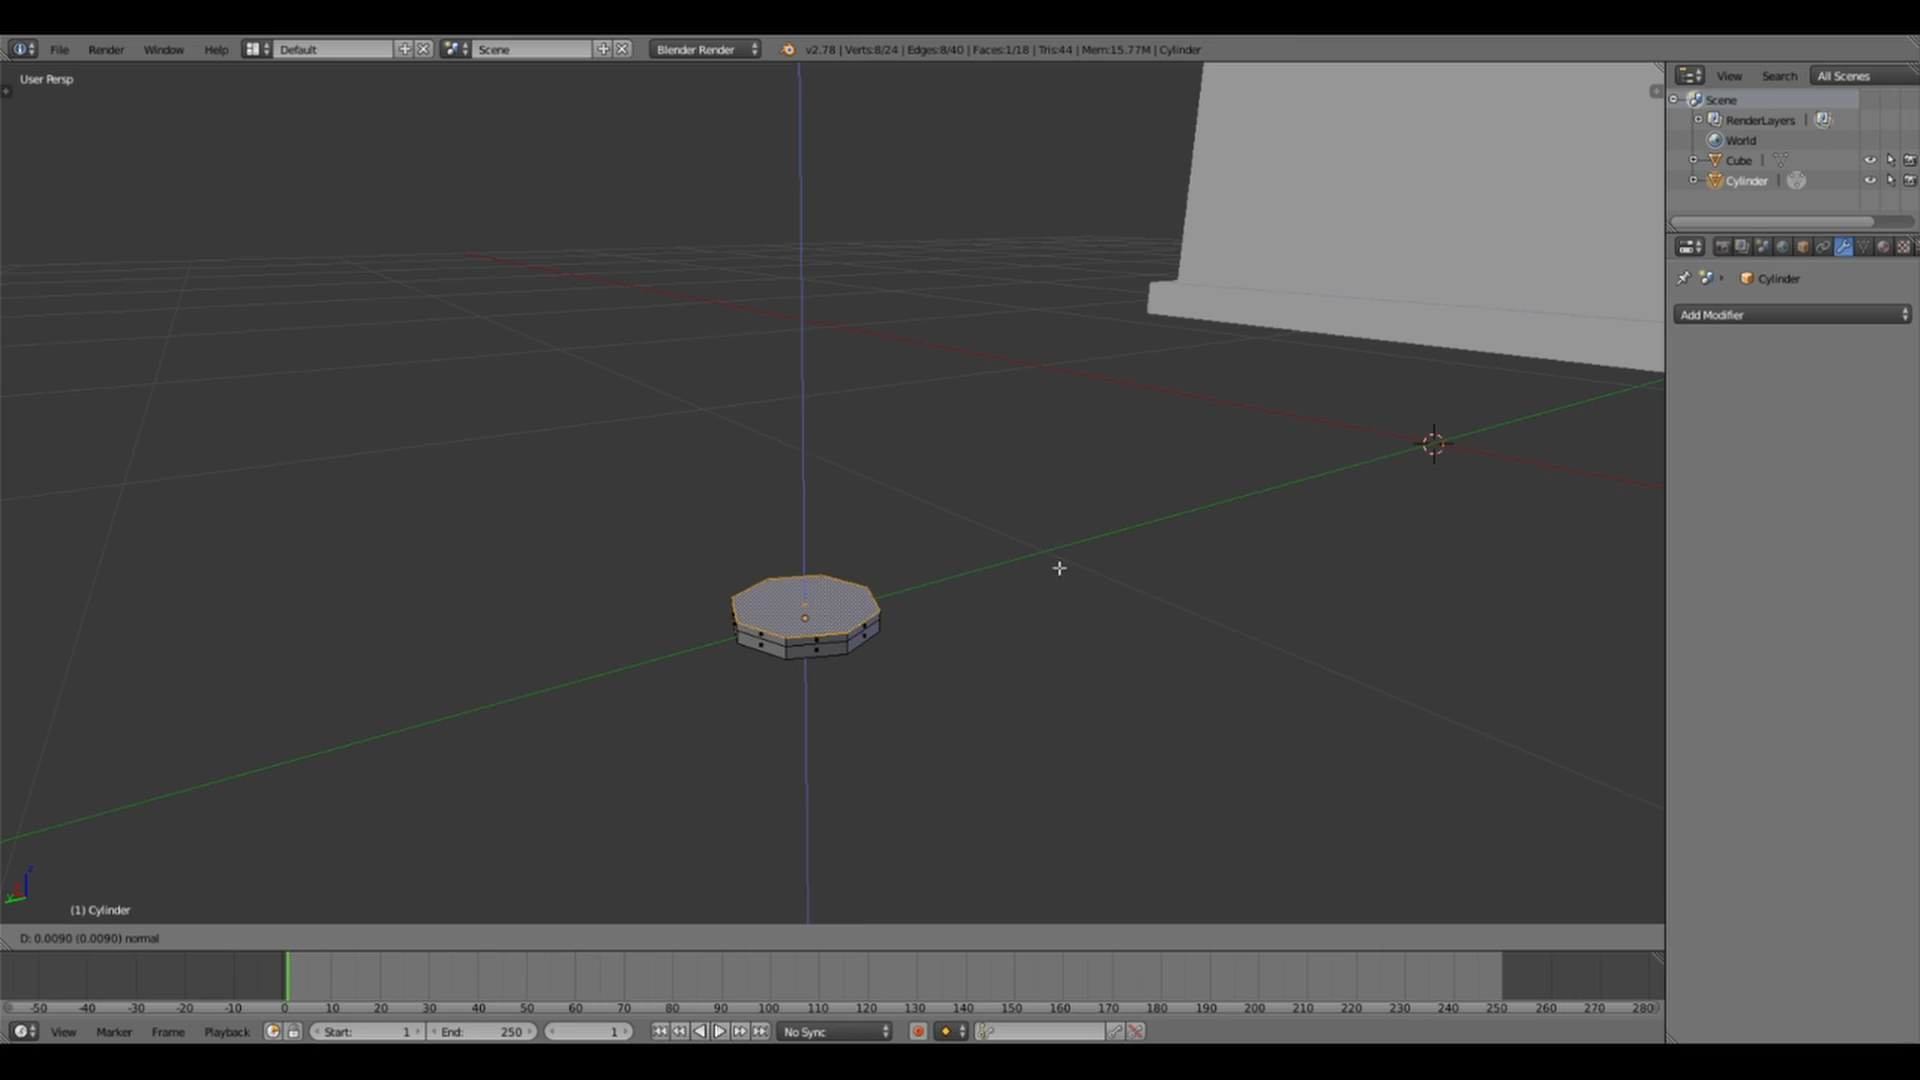 File Render Window Help Default Scene Blender Render v2.78 | Verts:8/24 | Edges:8/40 | Faces:1/18 | Tris:44 | Mem:15.77M | Cylinder
User Persp
View Search All Scenes
Scene
RenderLayers |
World
Cube |
Cylinder |
Cylinder
Add Modifier
z
y
(1) Cylinder
D: 0.0090 (0.0090) normal
-50 -40 -30 -20 -10 0 10 20 30 40 50 60 70 80 90 100 110 120 130 140 150 160 170 180 190 200 210 220 230 240 250 260 270 280
View Marker Frame Playback Start: 1 End: 250 1 No Sync